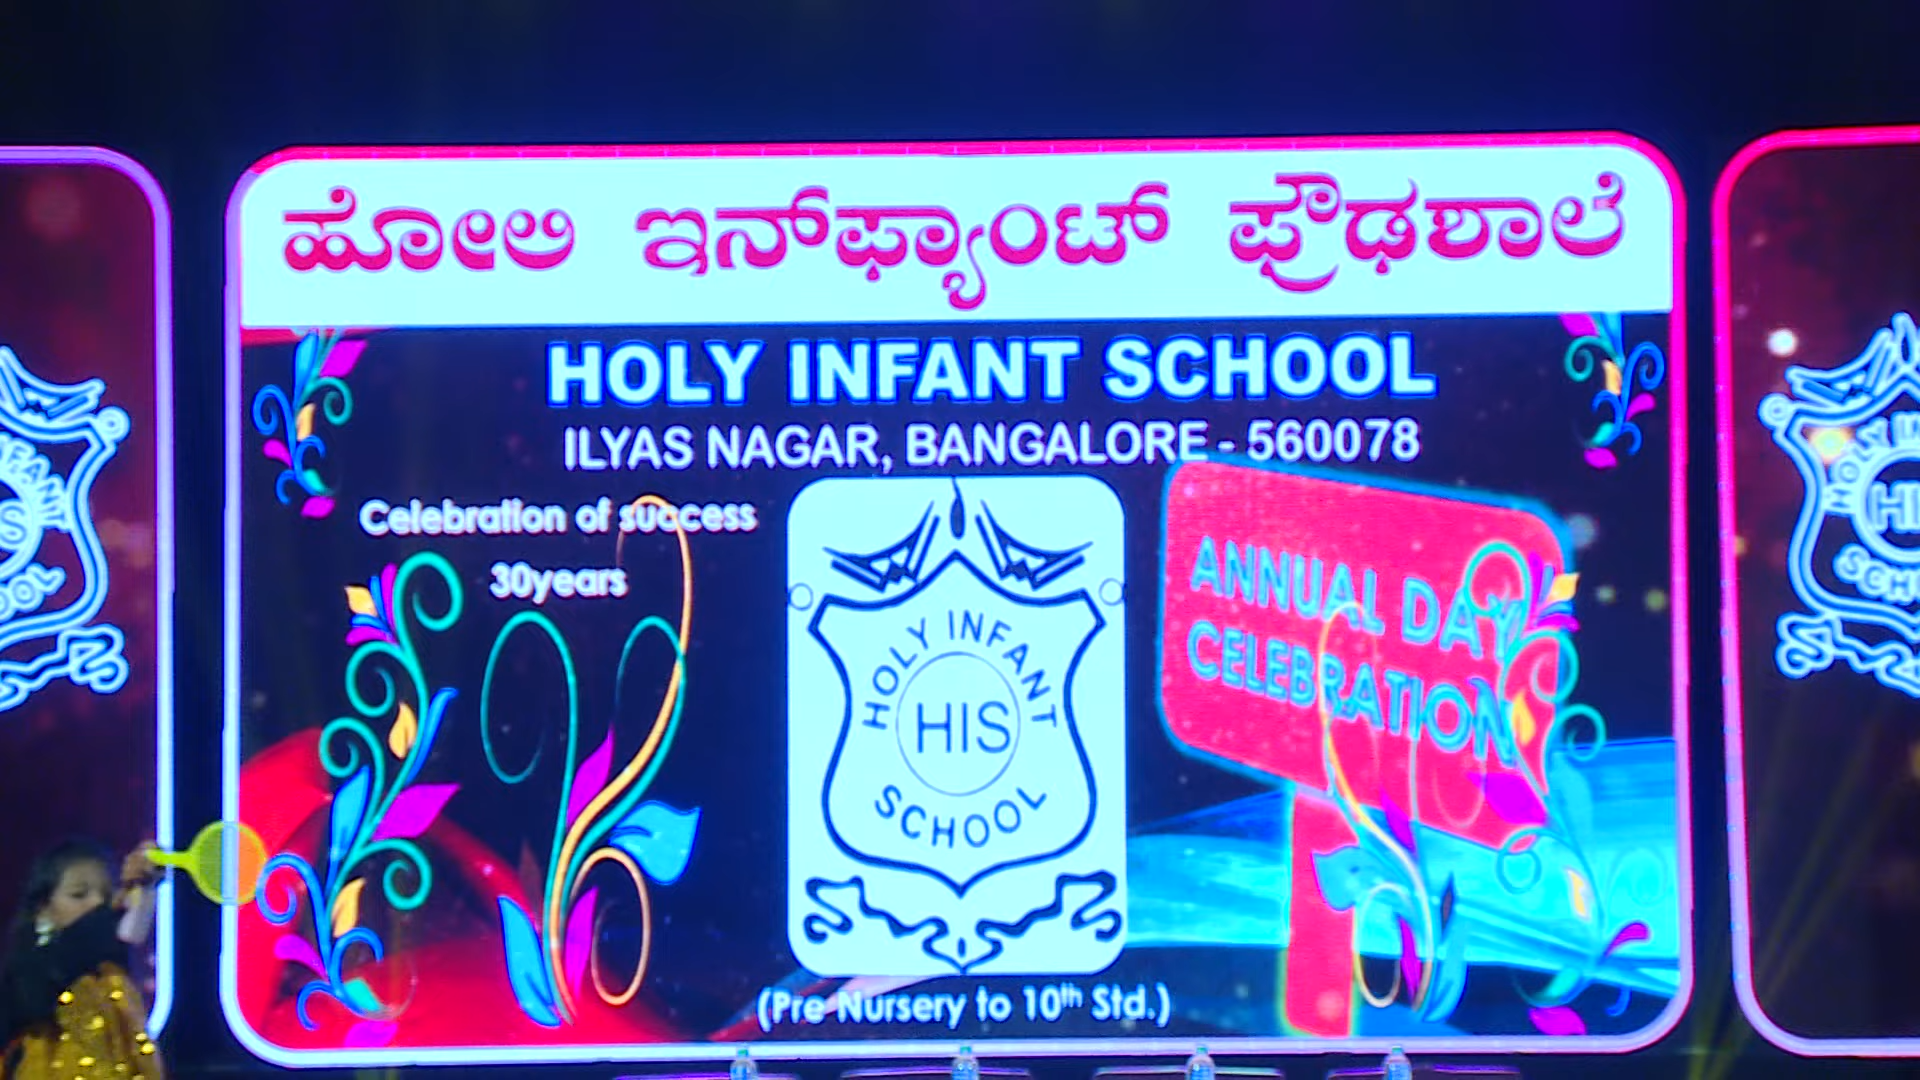 ಹೋಲಿ ಇನ್‌ಫ್ಯಾಂಟ್ ಪ್ರೌಢಶಾಲೆ
HOLY INFANT SCHOOL
ILYAS NAGAR, BANGALORE - 560078
Celebration of success
30years
HOLY INFANT
HIS
SCHOOL
ANNUAL DAY
CELEBRATION
(Pre-Nursery to 10th Std.)